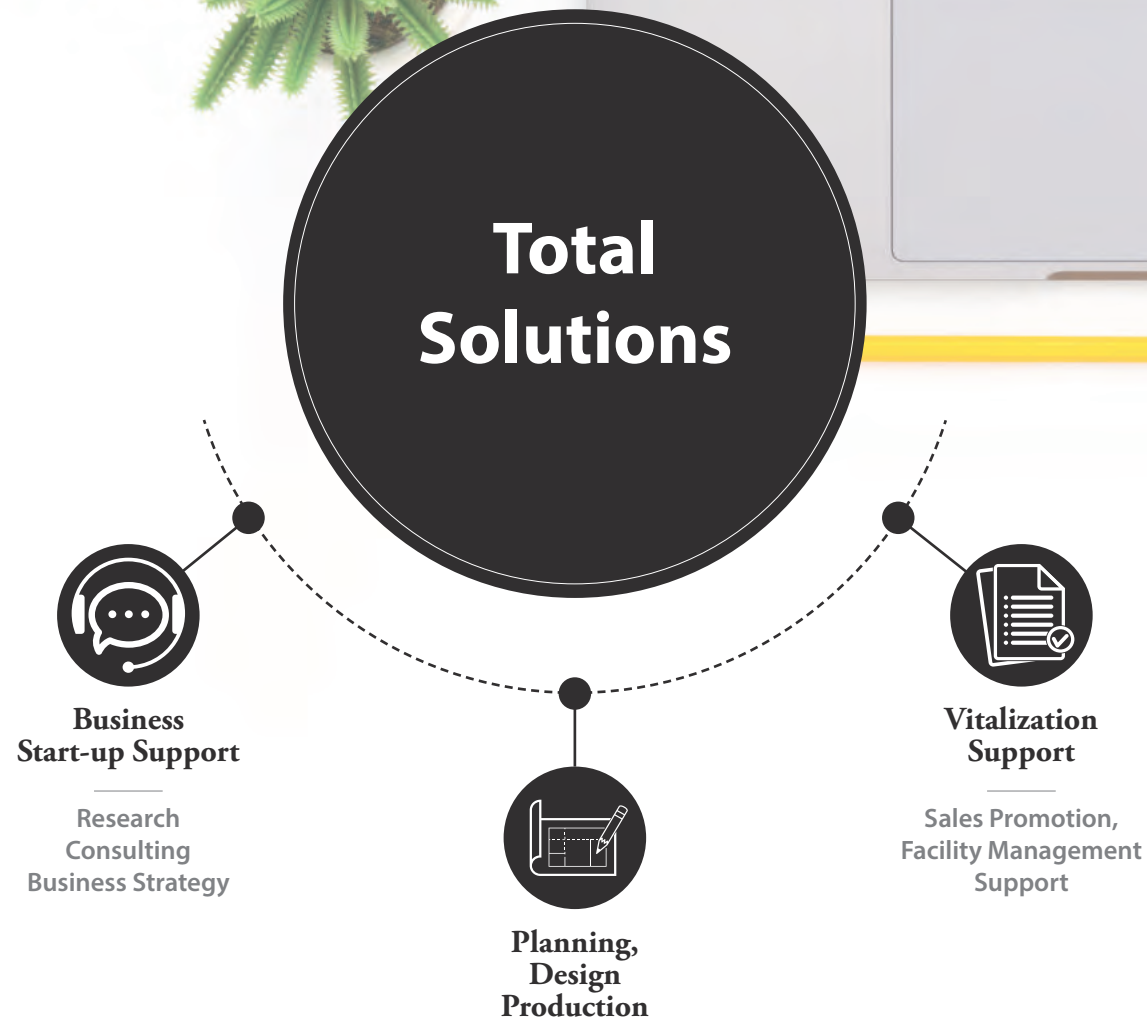 Total
Solutions
Business
Start-up Support
Research
Consulting
Business Strategy
Planning,
Design
Production
Vitalization
Support
Sales Promotion,
Facility Management
Support